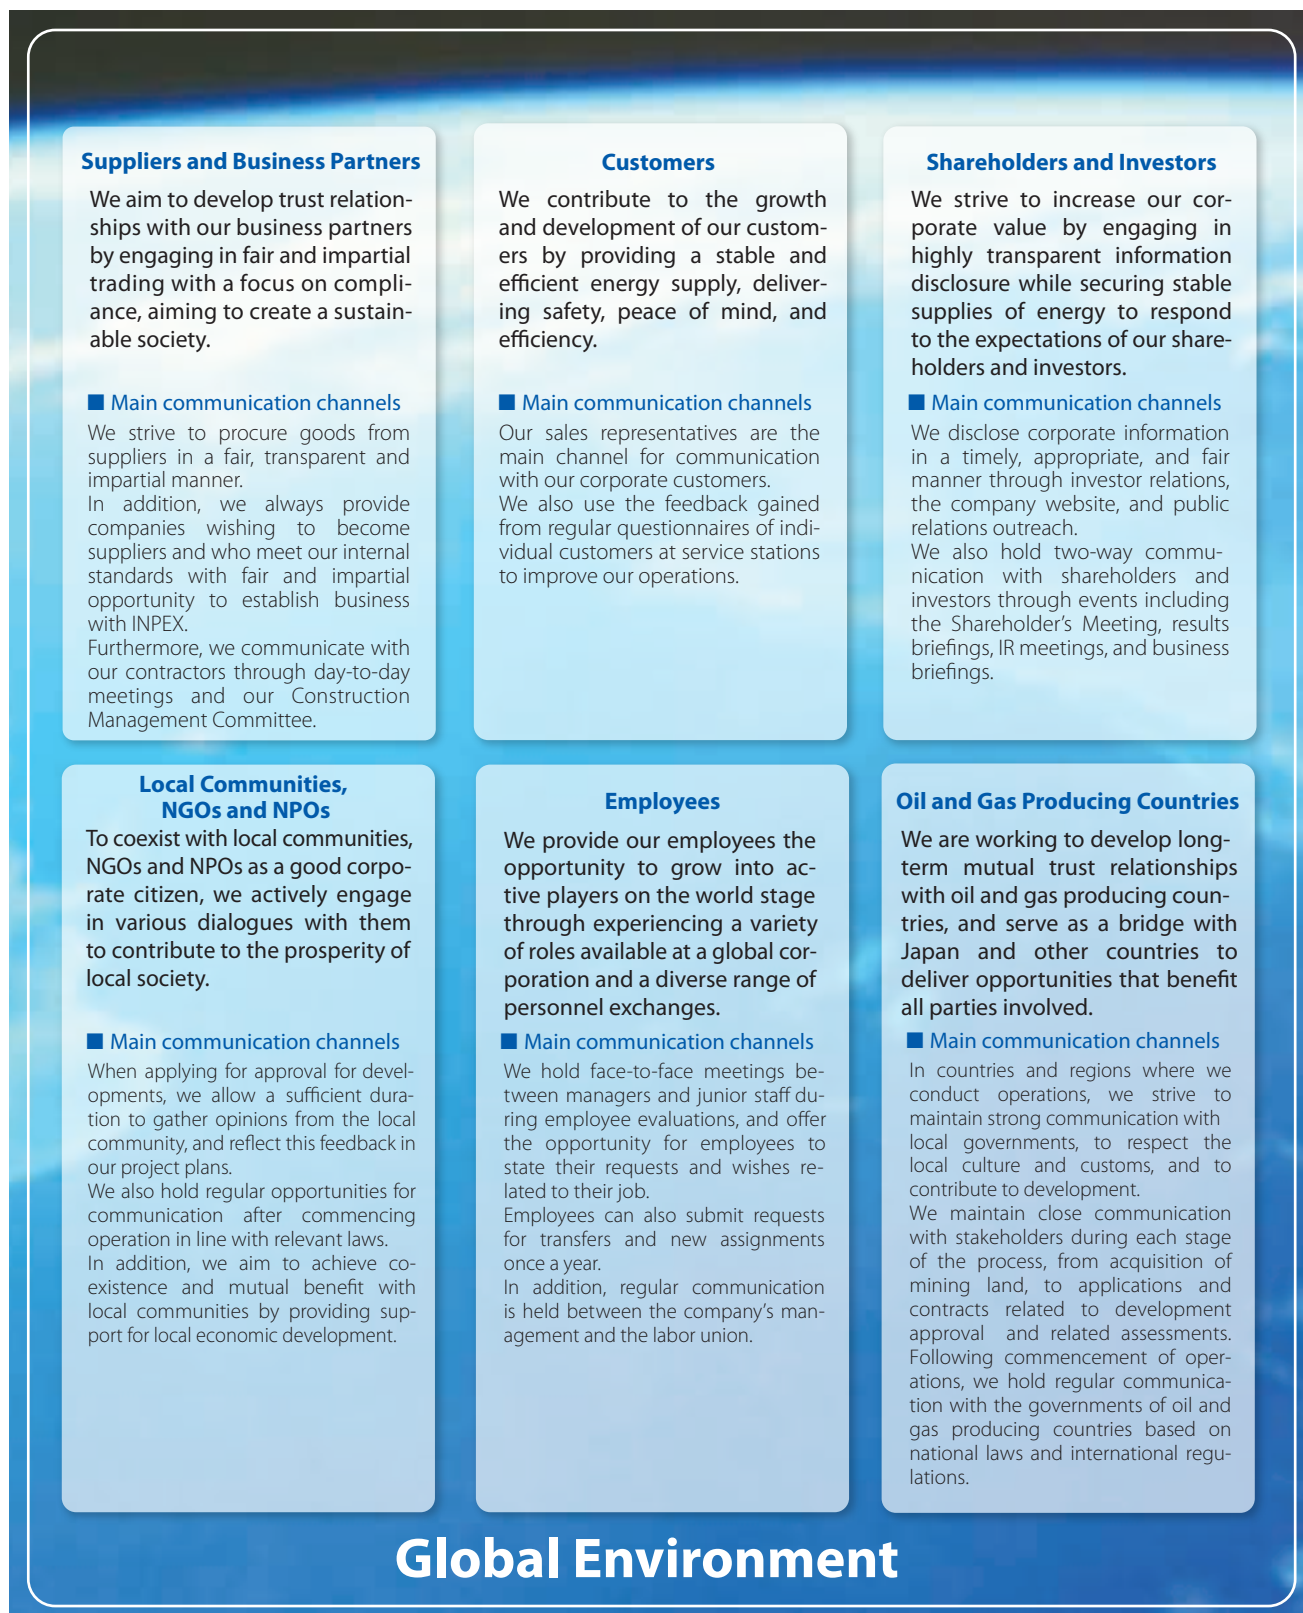 Suppliers and Business Partners
We aim to develop trust relation-
ships with our business partners
by engaging in fair and impartial
trading with a focus on compli-
ance, aiming to create a sustain-
able society.
■ Main communication channels
We strive to procure goods from
suppliers in a fair, transparent and
impartial manner.
In addition, we always provide
companies wishing to become
suppliers and who meet our internal
standards with fair and impartial
opportunity to establish business
with INPEX.
Furthermore, we communicate with
our contractors through day-to-day
meetings and our Construction
Management Committee.
Customers
We contribute to the growth
and development of our custom-
ers by providing a stable and
efficient energy supply, deliver-
ing safety, peace of mind, and
efficiency.
■ Main communication channels
Our sales representatives are the
main channel for communication
with our corporate customers.
We also use the feedback gained
from regular questionnaires of indi-
vidual customers at service stations
to improve our operations.
Shareholders and Investors
We strive to increase our cor-
porate value by engaging in
highly transparent information
disclosure while securing stable
supplies of energy to respond
to the expectations of our share-
holders and investors.
■ Main communication channels
We disclose corporate information
in a timely, appropriate, and fair
manner through investor relations,
the company website, and public
relations outreach.
We also hold two-way commu-
nication with shareholders and
investors through events including
the Shareholder’s Meeting, results
briefings, IR meetings, and business
briefings.
Local Communities,
NGOs and NPOs
To coexist with local communities,
NGOs and NPOs as a good corpo-
rate citizen, we actively engage
in various dialogues with them
to contribute to the prosperity of
local society.
■ Main communication channels
When applying for approval for devel-
opments, we allow a sufficient dura-
tion to gather opinions from the local
community, and reflect this feedback in
our project plans.
We also hold regular opportunities for
communication after commencing
operation in line with relevant laws.
In addition, we aim to achieve co-
existence and mutual benefit with
local communities by providing sup-
port for local economic development.
Employees
We provide our employees the
opportunity to grow into ac-
tive players on the world stage
through experiencing a variety
of roles available at a global cor-
poration and a diverse range of
personnel exchanges.
■ Main communication channels
We hold face-to-face meetings be-
tween managers and junior staff du-
ring employee evaluations, and offer
the opportunity for employees to
state their requests and wishes re-
lated to their job.
Employees can also submit requests
for transfers and new assignments
once a year.
In addition, regular communication
is held between the company’s man-
agement and the labor union.
Oil and Gas Producing Countries
We are working to develop long-
term mutual trust relationships
with oil and gas producing coun-
tries, and serve as a bridge with
Japan and other countries to
deliver opportunities that benefit
all parties involved.
■ Main communication channels
In countries and regions where we
conduct operations, we strive to
maintain strong communication with
local governments, to respect the
local culture and customs, and to
contribute to development.
We maintain close communication
with stakeholders during each stage
of the process, from acquisition of
mining land, to applications and
contracts related to development
approval and related assessments.
Following commencement of oper-
ations, we hold regular communica-
tion with the governments of oil and
gas producing countries based on
national laws and international regu-
lations.
Global Environment